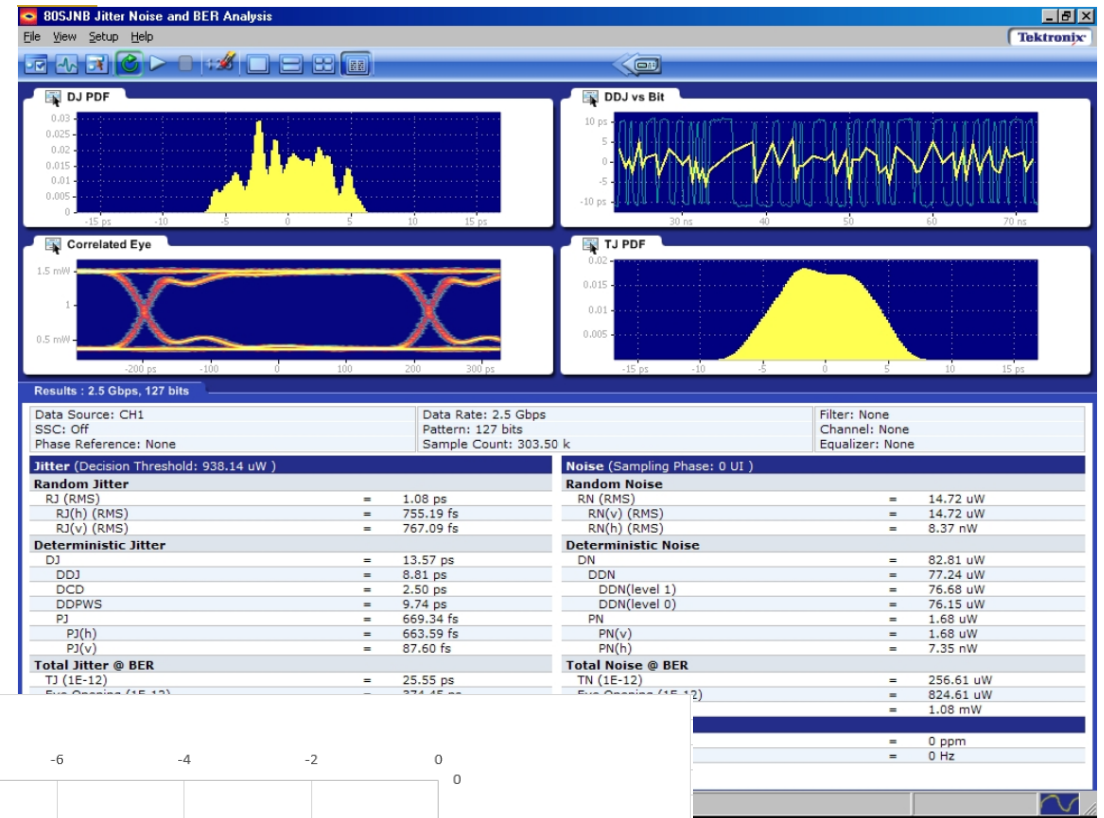 80SJNB Jitter Noise and BER Analysis
File View Setup Help
Tektronix
DJ PDF
0.03
0.025
0.02
0.015
0.01
0.005
0
-15 ps -10 -5 0 5 10 15 ps
DDJ vs Bit
10 ps
5
0
-5
-10 ps
30 ns 40 50 60 70 ns
Correlated Eye
1.5 mW
1
0.5 mW
-200 ps -100 0 100 200 300 ps
TJ PDF
0.02
0.015
0.01
0.005
-15 ps -10 -5 0 5 10 15 ps
Results : 2.5 Gbps, 127 bits
Data Source: CH1 Data Rate: 2.5 Gbps Filter: None
SSC: Off Pattern: 127 bits Channel: None
Phase Reference: None Sample Count: 303.50 k Equalizer: None
Jitter (Decision Threshold: 938.14 uW )
Random Jitter
RJ (RMS) = 1.08 ps
RJ(h) (RMS) = 755.19 fs
RJ(v) (RMS) = 767.09 fs
Deterministic Jitter
DJ = 13.57 ps
DDJ = 8.81 ps
DCD = 2.50 ps
DDPWS = 9.74 ps
PJ = 669.34 fs
PJ(h) = 663.59 fs
PJ(v) = 87.60 fs
Total Jitter @ BER
TJ (1E-12) = 25.55 ps
Eye Opening (1E-12) = 374.45 ps
Noise (Sampling Phase: 0 UI )
Random Noise
RN (RMS) = 14.72 uW
RN(v) (RMS) = 14.72 uW
RN(h) (RMS) = 8.37 nW
Deterministic Noise
DN = 82.81 uW
DDN = 77.24 uW
DDN(level 1) = 76.68 uW
DDN(level 0) = 76.15 uW
PN = 1.68 uW
PN(v) = 1.68 uW
PN(h) = 7.35 nW
Total Noise @ BER
TN (1E-12) = 256.61 uW
Eye Opening (1E-12) = 824.61 uW
= 1.08 mW
= 0 ppm
= 0 Hz
-6 -4 -2 0
0